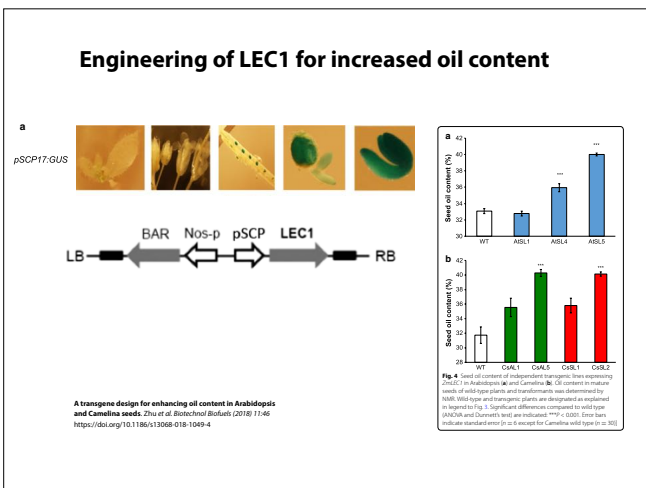 Engineering of LEC1 for increased oil content
a
pSCP17:GUS
LB
BAR
Nos-p
pSCP
LEC1
RB
A transgene design for enhancing oil content in Arabidopsis
and Camelina seeds. Zhu et al. Biotechnol Biofuels (2018) 11:46
https://doi.org/10.1186/s13068-018-1049-4
a
Seed oil content (%)
42
40
38
36
34
32
30
***
***
WT
AtSL1
AtSL4
AtSL5
b
Seed oil content (%)
42
40
38
36
34
32
30
28
***
***
WT
CsAL1
CsAL5
CsSL1
CsSL2
Fig. 4 Seed oil content of independent transgenic lines expressing
ZmLEC1 in Arabidopsis (a) and Camelina (b). Oil content in mature
seeds of wild-type plants and transformants was determined by
NMR. Wild-type and transgenic plants are designated as explained
in legend to Fig. 3. Significant differences compared to wild type
(ANOVA and Dunnett's test) are indicated: ***P < 0.001. Error bars
indicate standard error [n = 6 except for Camelina wild type (n = 30)]